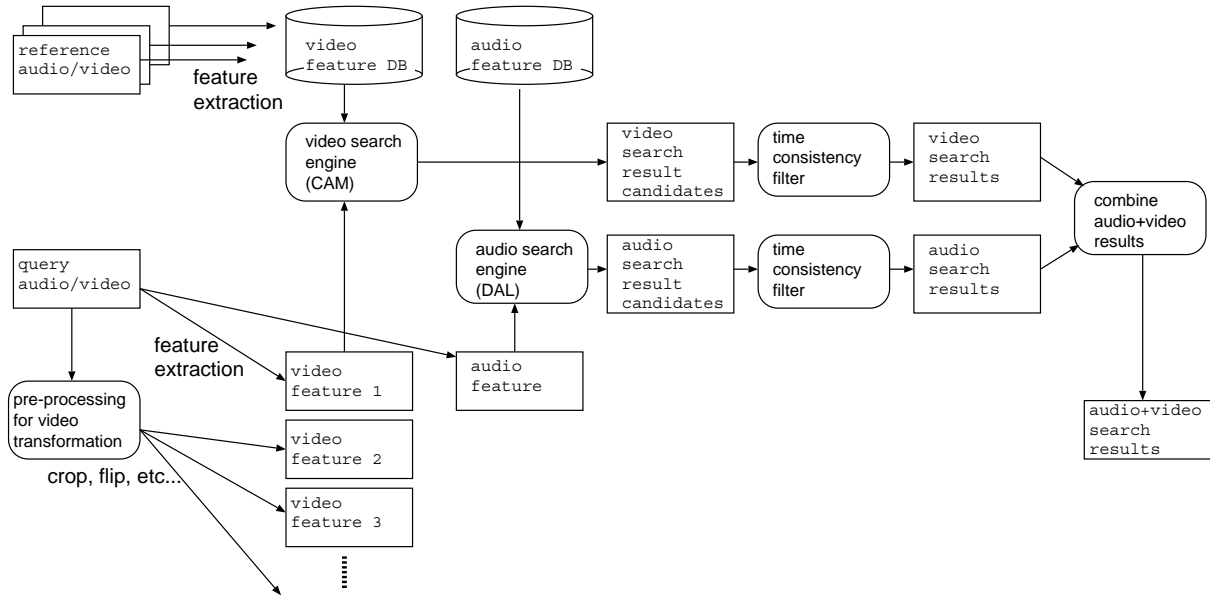 reference
audio/video
feature
extraction
video
feature DB
audio
feature DB
video search
engine
(CAM)
video
search
result
candidates
time
consistency
filter
video
search
results
combine
audio+video
results
query
audio/video
audio search
engine
(DAL)
audio
search
result
candidates
time
consistency
filter
audio
search
results
feature
extraction
video
feature 1
audio
feature
pre-processing
for video
transformation
crop, flip, etc...
video
feature 2
video
feature 3
audio+video
search
results